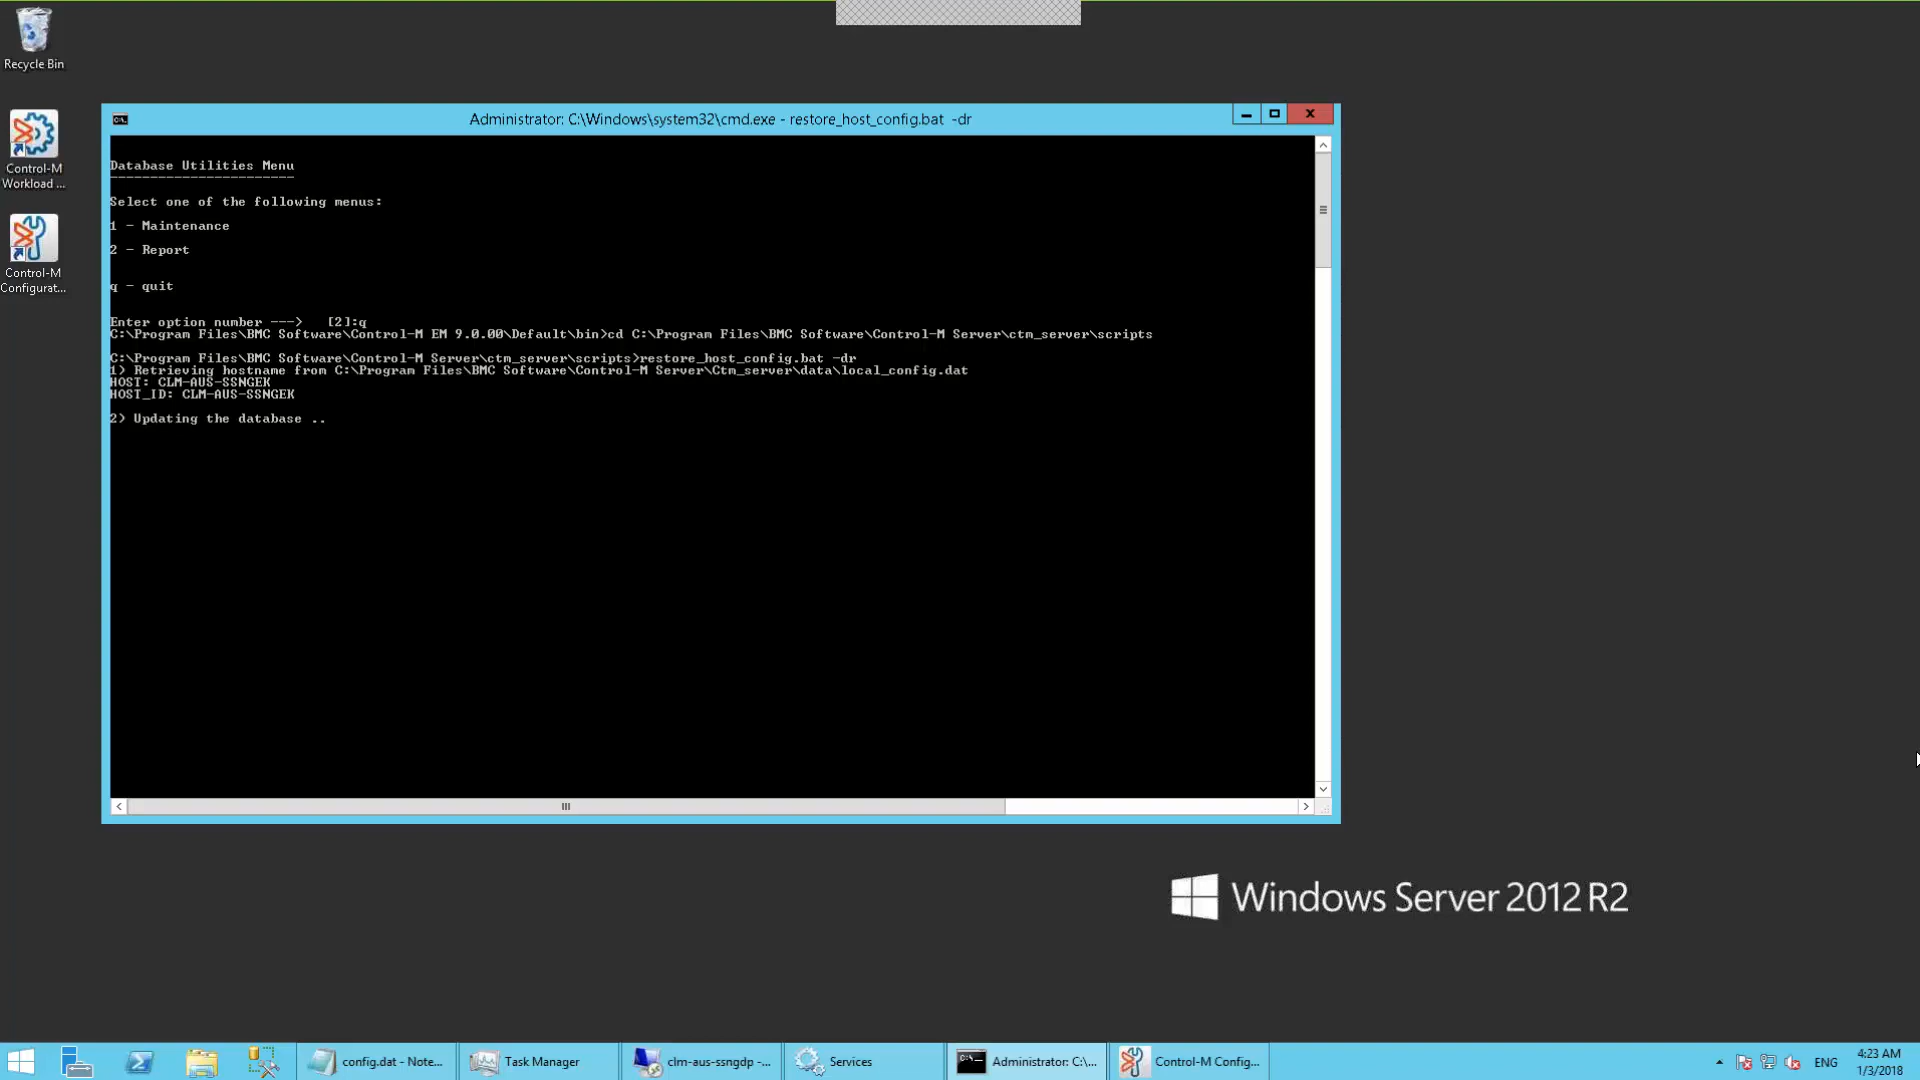 Recycle Bin
Control-M
Workload ...
Control-M
Configurat...
Administrator: C:\Windows\system32\cmd.exe - restore_host_config.bat -dr
Database Utilities Menu
-----------------------
Select one of the following menus:
1 - Maintenance
2 - Report
q - quit
Enter option number --->   [2]:q
C:\Program Files\BMC Software\Control-M EM 9.0.00\Default\bin>cd C:\Program Files\BMC Software\Control-M Server\ctm_server\scripts
C:\Program Files\BMC Software\Control-M Server\ctm_server\scripts>restore_host_config.bat -dr
1) Retrieving hostname from C:\Program Files\BMC Software\Control-M Server\Ctm_server\data\local_config.dat
HOST: CLM-AUS-SSNGEK
HOST_ID: CLM-AUS-SSNGEK
2) Updating the database ..
Windows Server 2012 R2
config.dat - Note...
Task Manager
clm-aus-ssngdp -...
Services
Administrator: C:\...
Control-M Config...
ENG
4:23 AM
1/3/2018